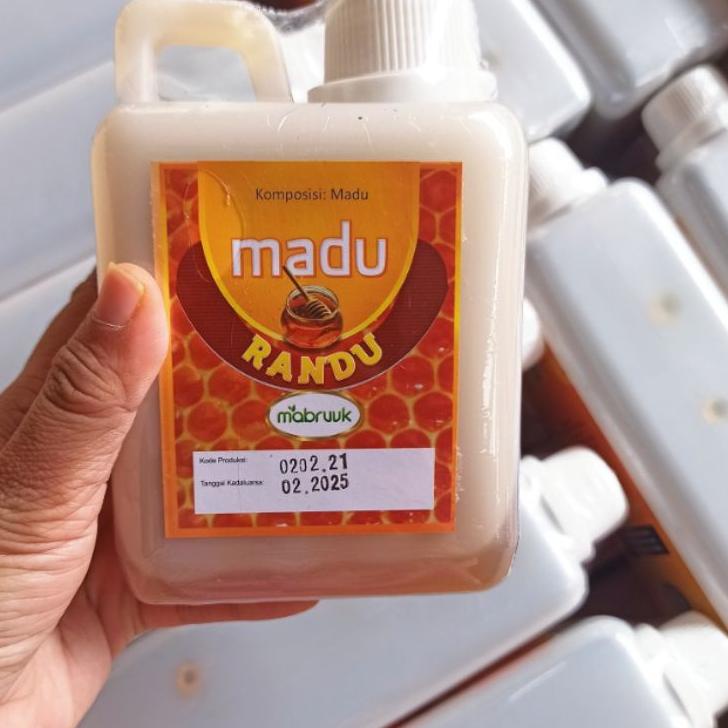 Komposisi: Madu
madu
RANDU
mabruuk
Kode Produksi: 0202.21
Tanggal Kadaluarsa: 02.2025